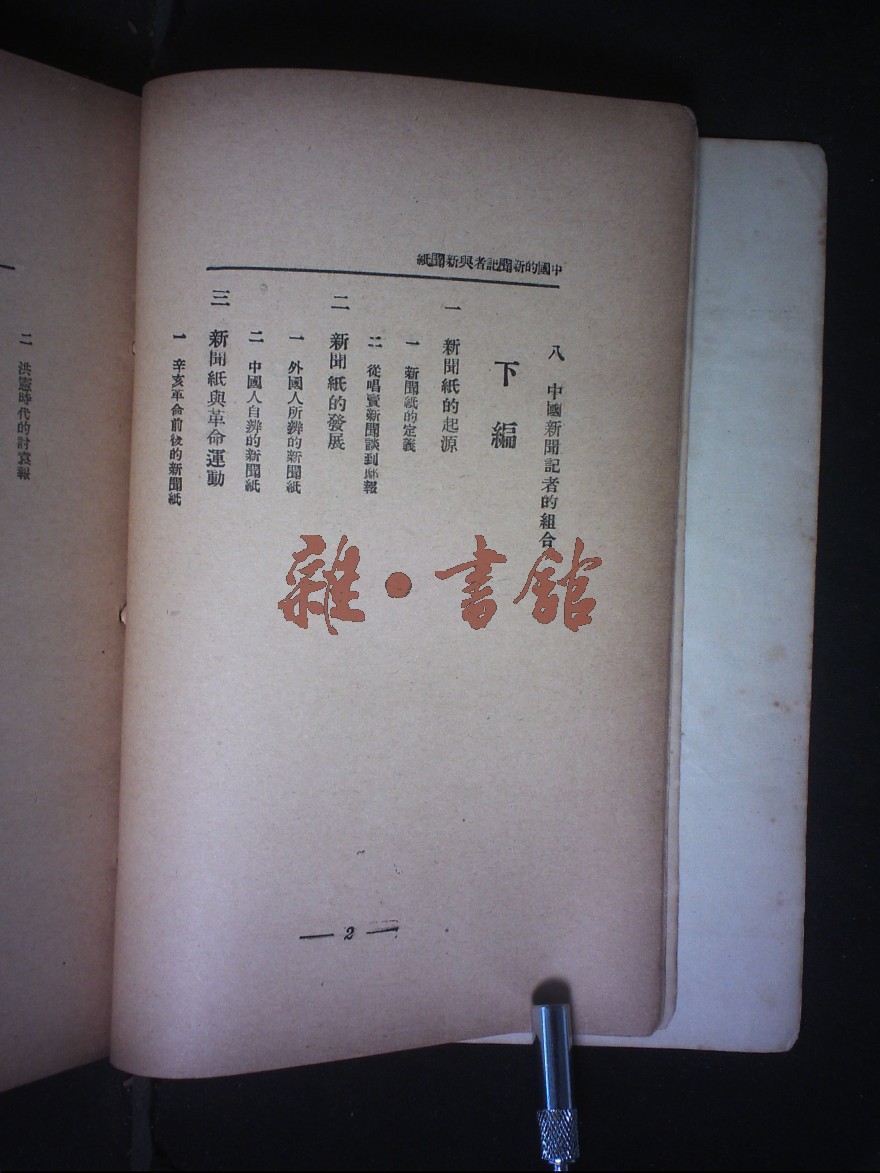 中國的新聞記者與新聞紙
八 中國新聞記者的組合
下編
一 新聞紙的起源
一 新聞紙的定義
二 從唱賣新聞談到邸報
二 新聞紙的發展
一 外國人所辦的新聞紙
二 中國人自辦的新聞紙
三 新聞紙與革命運動
一 辛亥革命前後的新聞紙
— 2 —
二 洪憲時代的討袁報
雜·書館